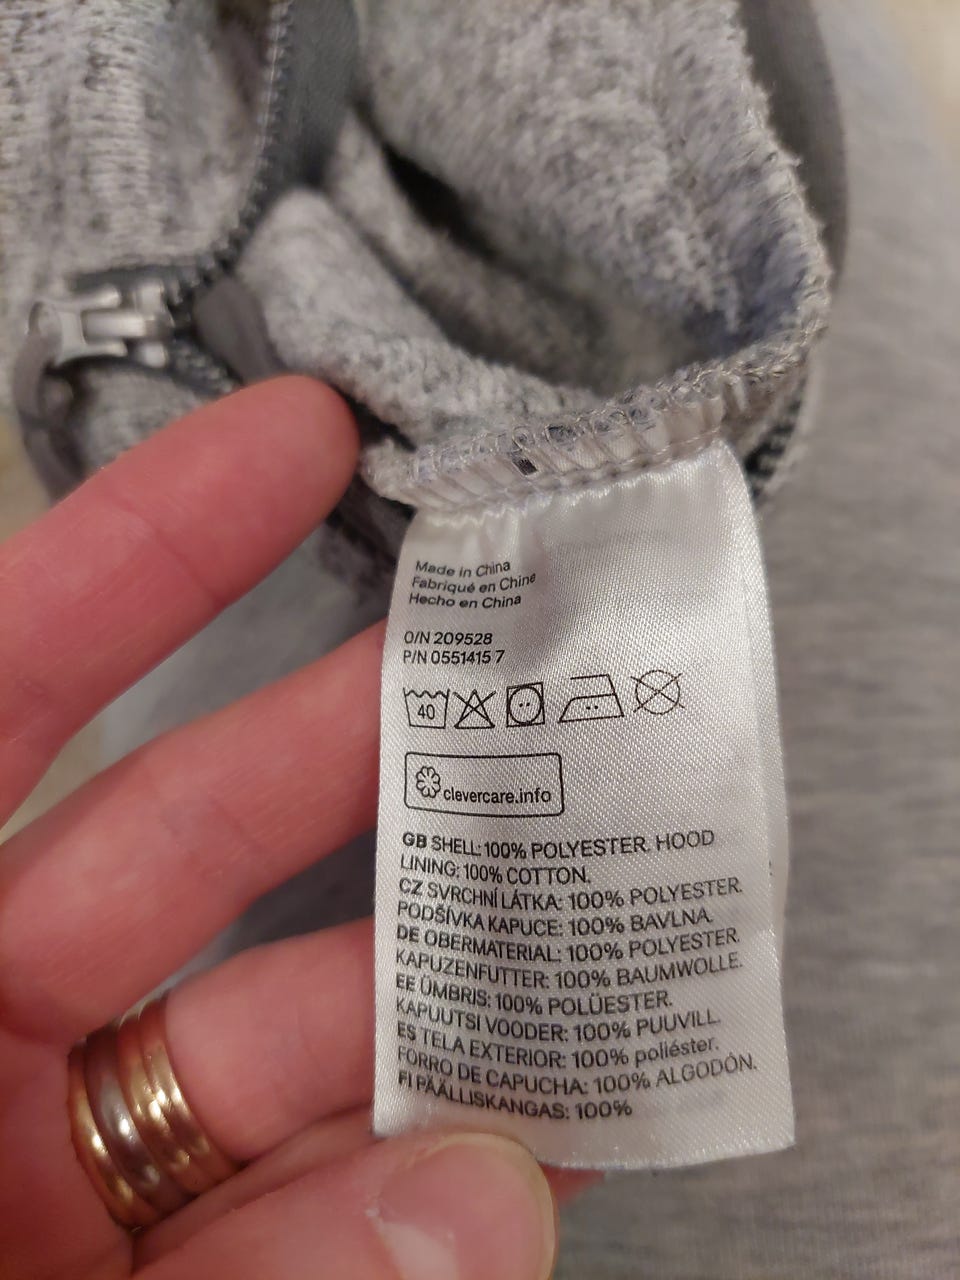 Made in China
Fabriqué en Chine
Hecho en China
O/N 209528
P/N 0551415 7
40
clevercare.info
GB SHELL: 100% POLYESTER. HOOD
LINING: 100% COTTON.
CZ SVRCHNÍ LÁTKA: 100% POLYESTER.
PODŠÍVKA KAPUCE: 100% BAVLNA.
DE OBERMATERIAL: 100% POLYESTER.
KAPUZENFUTTER: 100% BAUMWOLLE.
EE ÜMBRIS: 100% POLÜESTER.
KAPUUTSI VOODER: 100% PUUVILL.
ES TELA EXTERIOR: 100% poliéster.
FORRO DE CAPUCHA: 100% ALGODÓN.
FI PÄÄLLISKANGAS: 100%